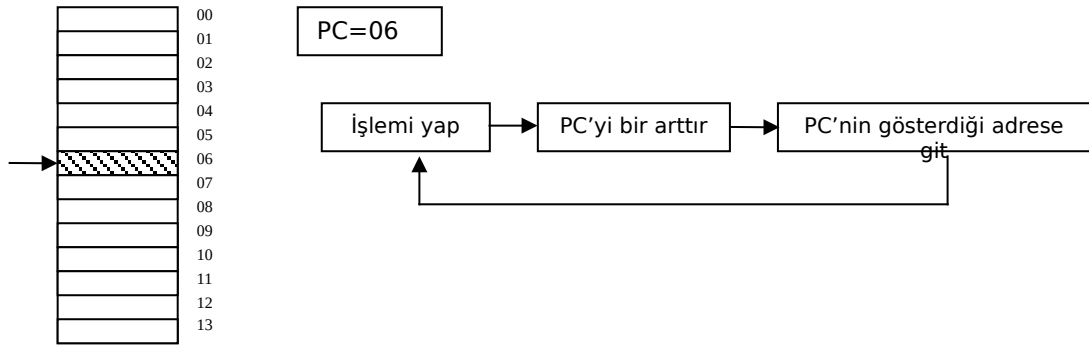 00
01
02
03
04
05
06
07
08
09
10
11
12
13
PC=06
İşlemi yap
PC’yi bir arttır
PC’nin gösterdiği adrese
git